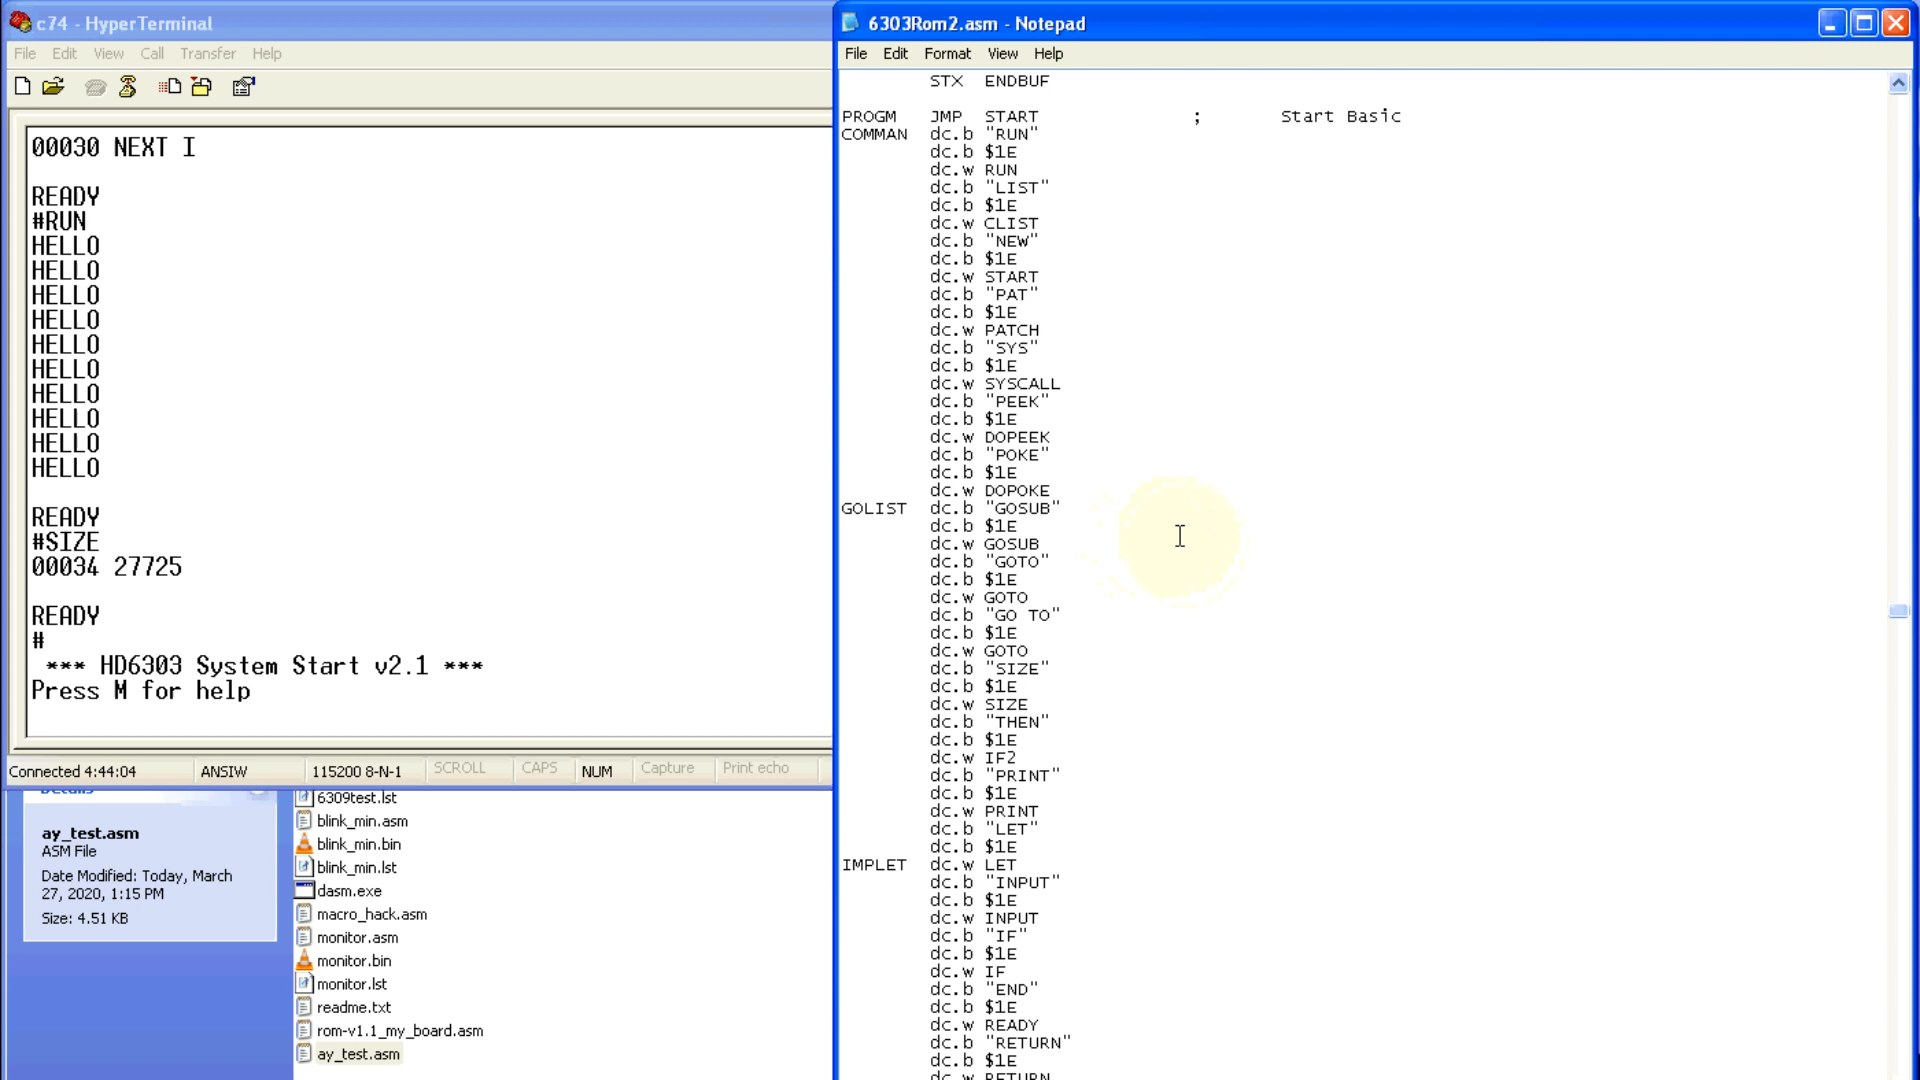 c74 - HyperTerminal
File Edit View Call Transfer Help
00030 NEXT I
READY
#RUN
HELLO
HELLO
HELLO
HELLO
HELLO
HELLO
HELLO
HELLO
HELLO
HELLO
READY
#SIZE
00034 27725
READY
#
*** HD6303 System Start v2.1 ***
Press M for help
Connected 4:44:04 ANSIW 115200 8-N-1 SCROLL CAPS NUM Capture Print echo
Details
ay_test.asm
ASM File
Date Modified: Today, March
27, 2020, 1:15 PM
Size: 4.51 KB
6309test.lst
blink_min.asm
blink_min.bin
blink_min.lst
dasm.exe
macro_hack.asm
monitor.asm
monitor.bin
monitor.lst
readme.txt
rom-v1.1_my_board.asm
ay_test.asm
6303Rom2.asm - Notepad
File Edit Format View Help
STX ENDBUF
PROGM JMP START ; Start Basic
COMMAN dc.b "RUN"
dc.b $1E
dc.w RUN
dc.b "LIST"
dc.b $1E
dc.w CLIST
dc.b "NEW"
dc.b $1E
dc.w START
dc.b "PAT"
dc.b $1E
dc.w PATCH
dc.b "SYS"
dc.b $1E
dc.w SYSCALL
dc.b "PEEK"
dc.b $1E
dc.w DOPEEK
dc.b "POKE"
dc.b $1E
dc.w DOPOKE
GOLIST dc.b "GOSUB"
dc.b $1E
dc.w GOSUB
dc.b "GOTO"
dc.b $1E
dc.w GOTO
dc.b "GO TO"
dc.b $1E
dc.w GOTO
dc.b "SIZE"
dc.b $1E
dc.w SIZE
dc.b "THEN"
dc.b $1E
dc.w IF2
dc.b "PRINT"
dc.b $1E
dc.w PRINT
dc.b "LET"
dc.b $1E
IMPLET dc.w LET
dc.b "INPUT"
dc.b $1E
dc.w INPUT
dc.b "IF"
dc.b $1E
dc.w IF
dc.b "END"
dc.b $1E
dc.w READY
dc.b "RETURN"
dc.b $1E
dc.w RETURN